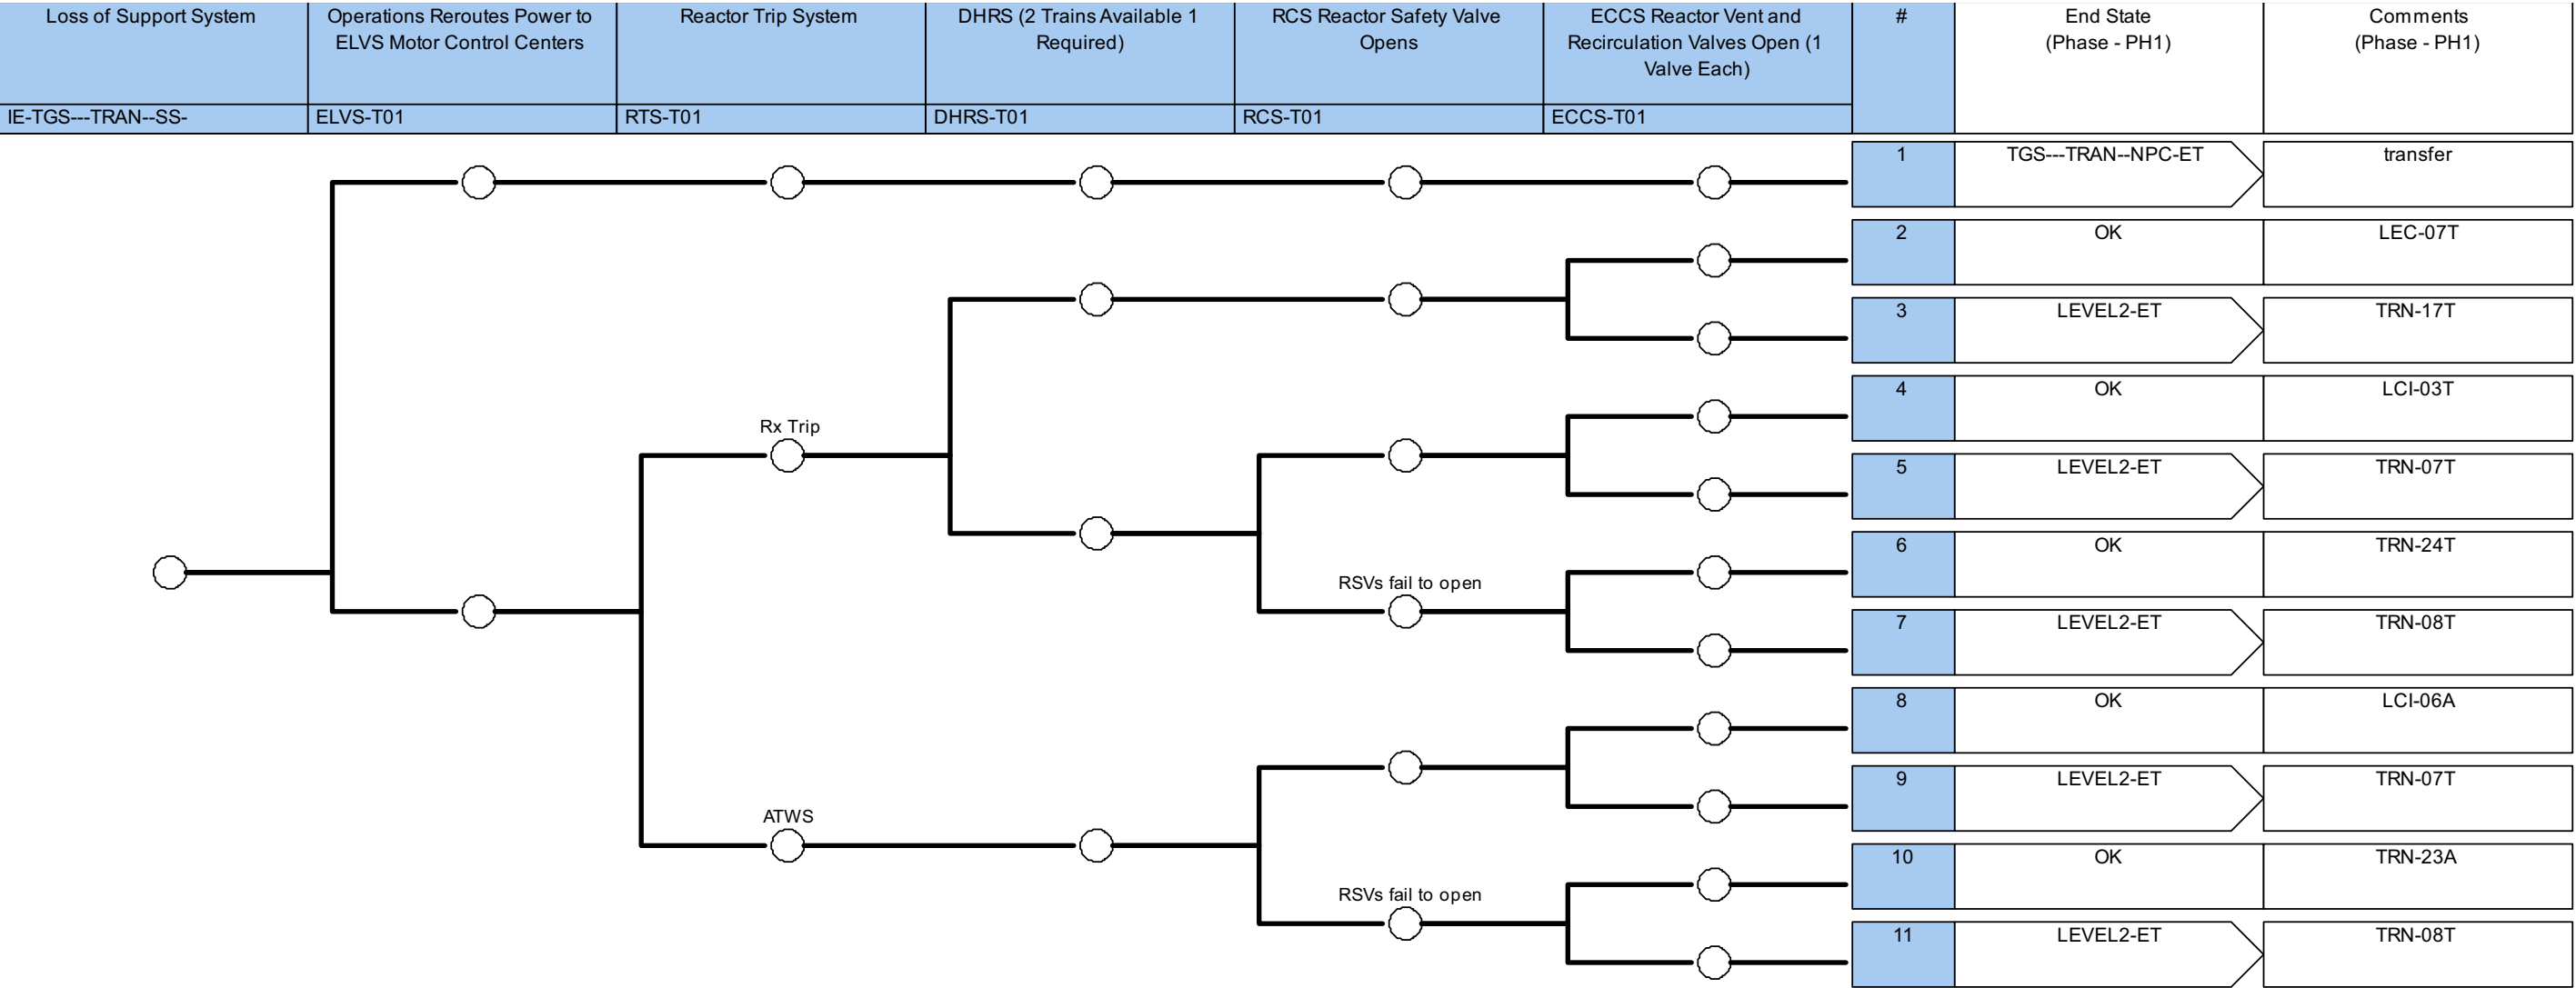 Loss of Support System
Operations Reroutes Power to
ELVS Motor Control Centers
Reactor Trip System
DHRS (2 Trains Available 1
Required)
RCS Reactor Safety Valve
Opens
ECCS Reactor Vent and
Recirculation Valves Open (1
Valve Each)
#
End State
(Phase - PH1)
Comments
(Phase - PH1)
IE-TGS---TRAN--SS-
ELVS-T01
RTS-T01
DHRS-T01
RCS-T01
ECCS-T01
1
TGS---TRAN--NPC-ET
transfer
2
OK
LEC-07T
3
LEVEL2-ET
TRN-17T
4
OK
LCI-03T
Rx Trip
5
LEVEL2-ET
TRN-07T
6
OK
TRN-24T
RSVs fail to open
7
LEVEL2-ET
TRN-08T
8
OK
LCI-06A
9
LEVEL2-ET
TRN-07T
ATWS
10
OK
TRN-23A
RSVs fail to open
11
LEVEL2-ET
TRN-08T